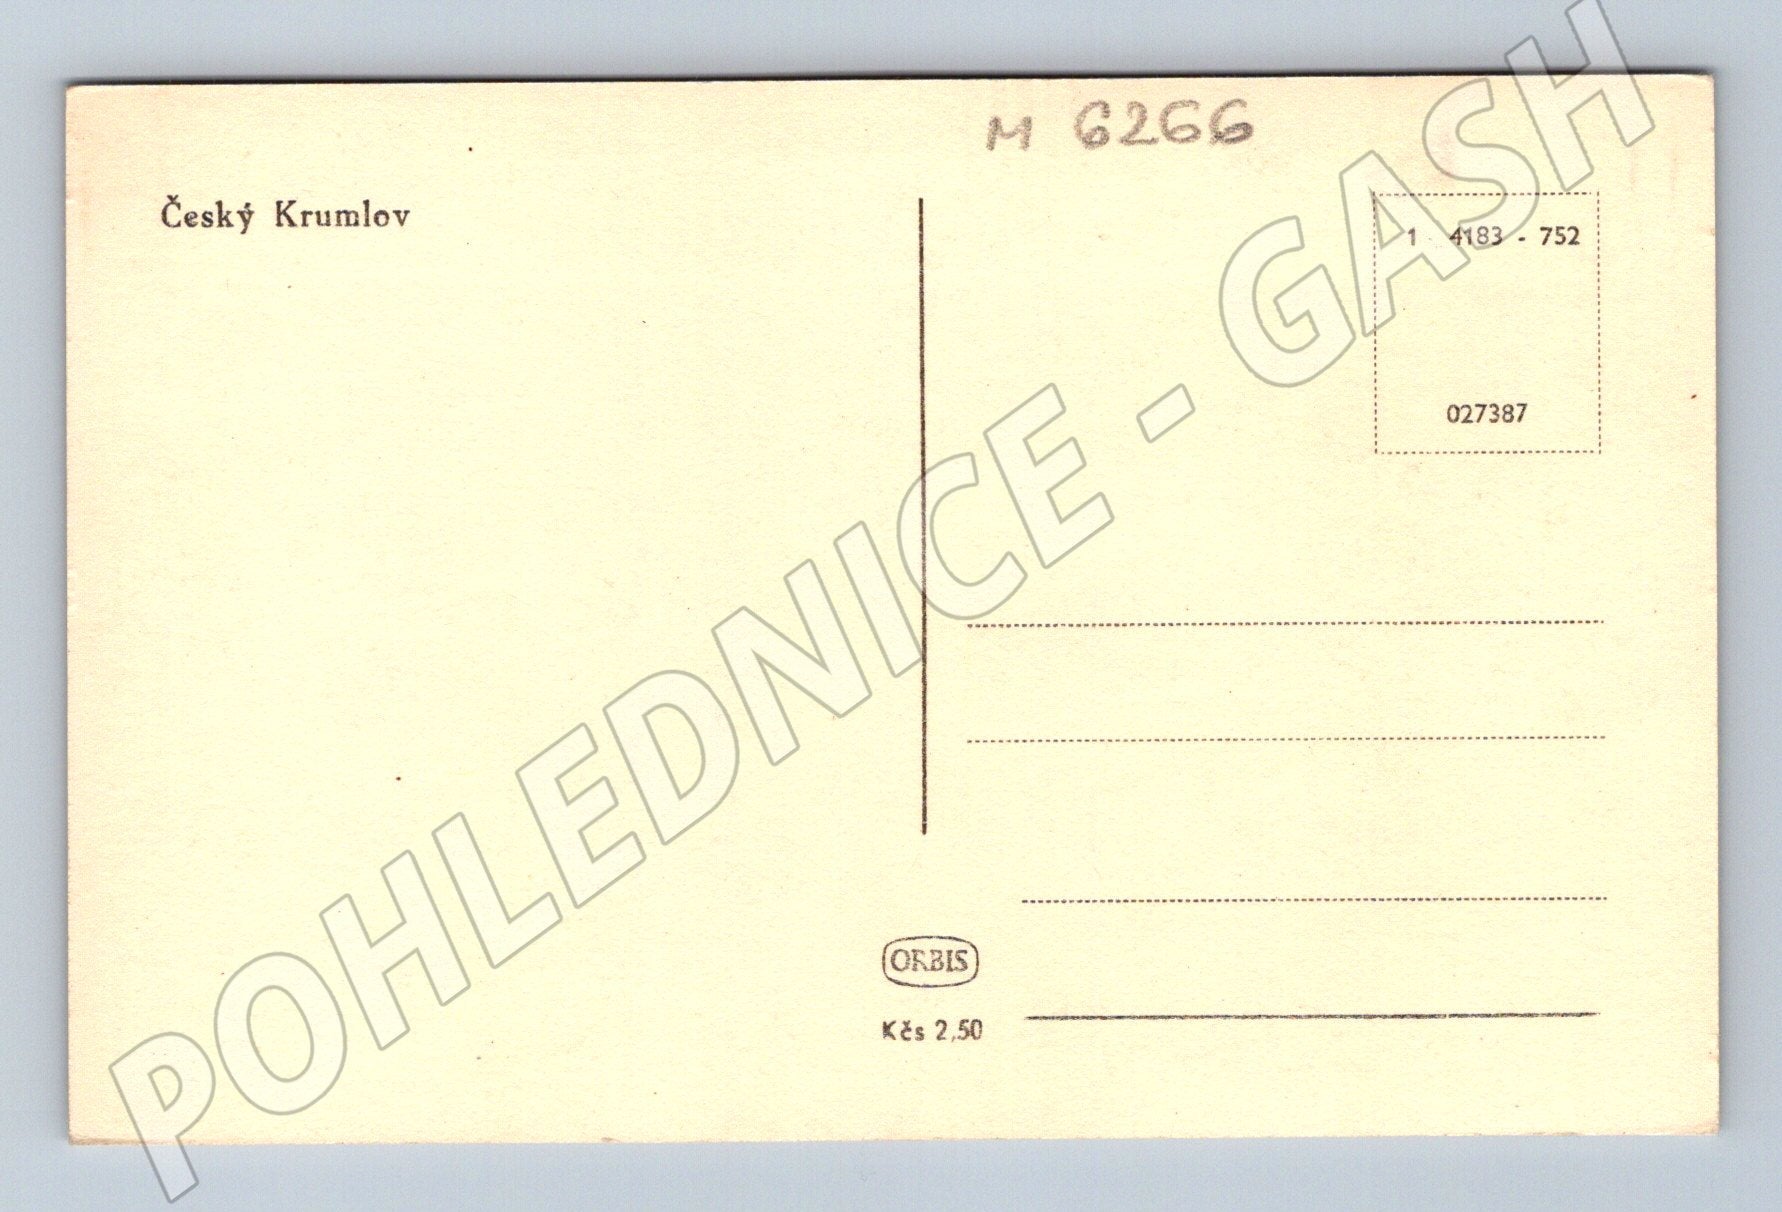 M 6266
Český Krumlov
1 4183 - 752
027387
ORBIS
Kčs 2,50
POHLEDNICE - GASH